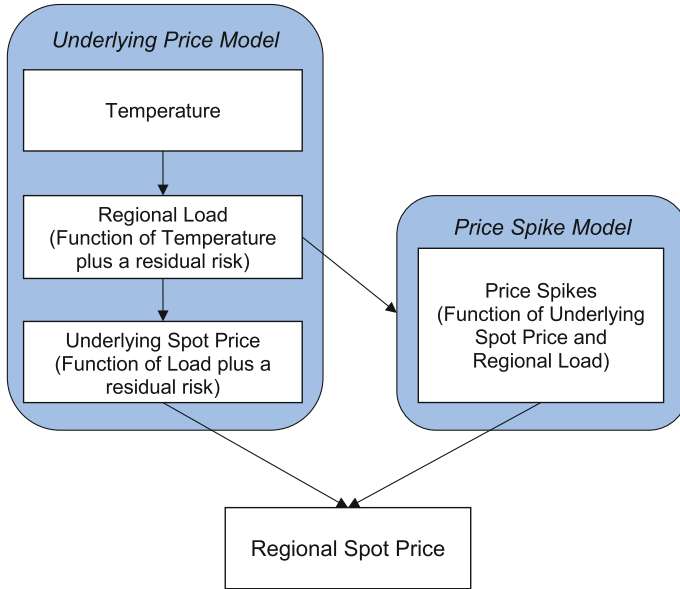 Underlying Price Model
Temperature
Regional Load
(Function of Temperature
plus a residual risk)
Underlying Spot Price
(Function of Load plus a
residual risk)
Price Spike Model
Price Spikes
(Function of Underlying
Spot Price and
Regional Load)
Regional Spot Price